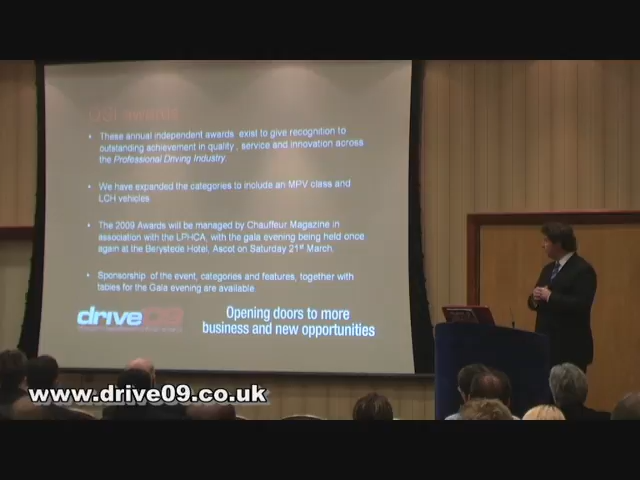 QSI awards
• These annual independent awards exist to give recognition to
outstanding achievement in quality, service and innovation across
the Professional Driving Industry.
• We have expanded the categories to include an MPV class and
LCH vehicles
• The 2009 Awards will be managed by Chauffeur Magazine in
association with the LPHCA, with the gala evening being held once
again at the Berystede Hotel, Ascot on Saturday 21st March.
• Sponsorship of the event, categories and features, together with
tables for the Gala evening are available.
drive09
Opening doors to more
business and new opportunities
www.drive09.co.uk